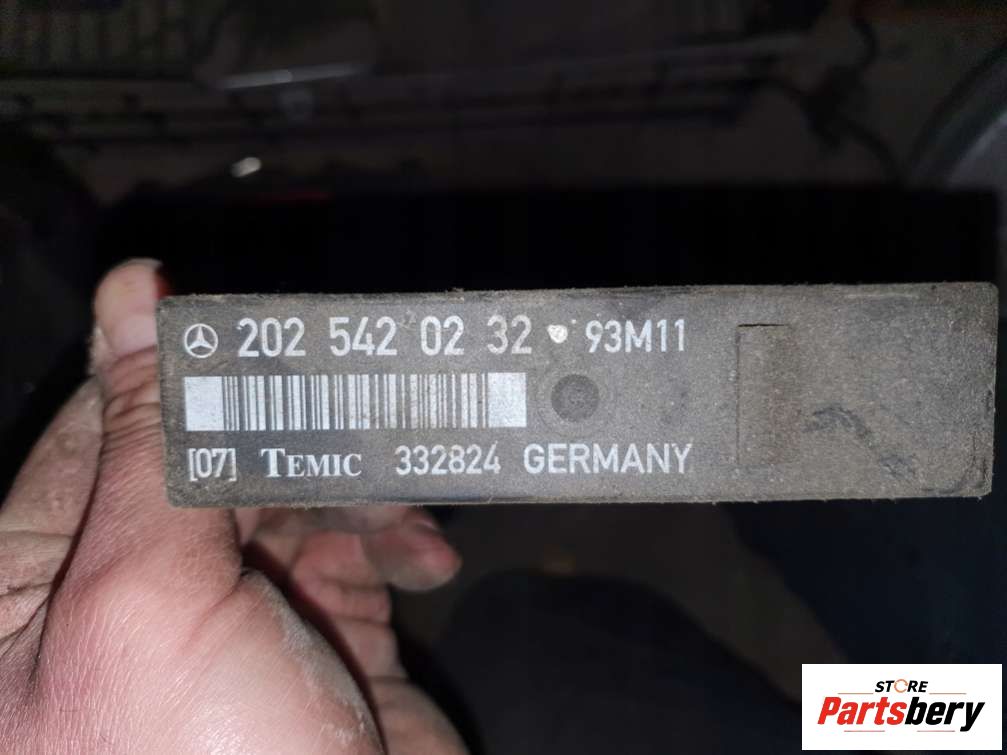 202 542 02 32 93M11
[07] TEMIC 332824 GERMANY
STORE
Partsbery